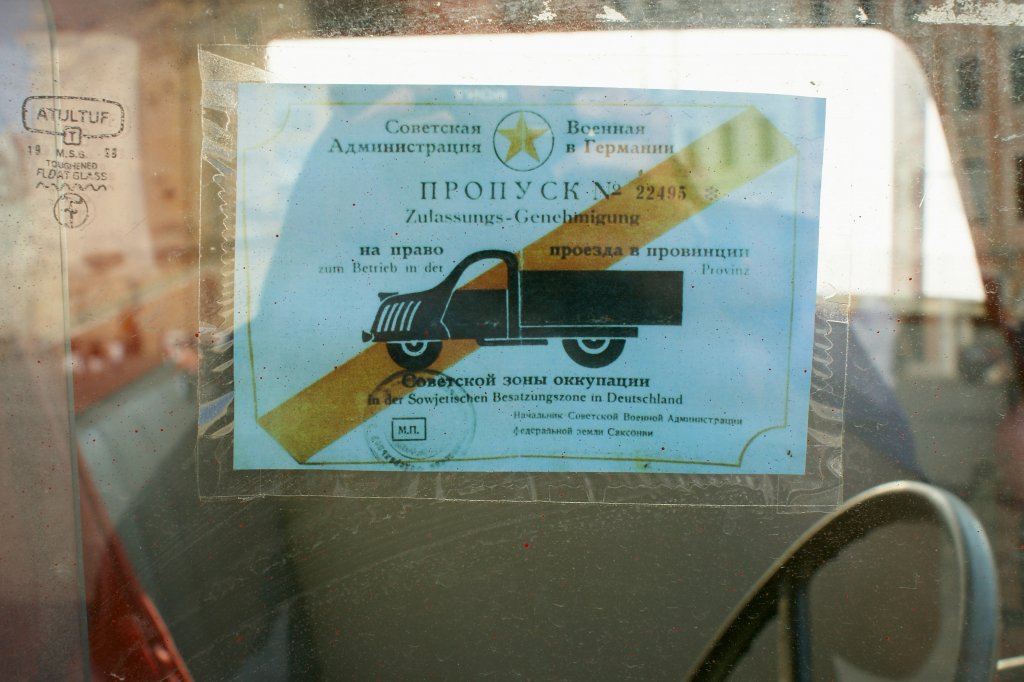 ATULTUF
T
19 M.S.G.
TOUGHENED
FLOAT GLASS
Советская Военная
Администрация в Германии
ПРОПУСК № 22495
Zulassungs-Genehmigung
на право проезда в провинции
zum Betrieb in der Provinz
Советской зоны оккупации
in der Sowjetischen Besatzungszone in Deutschland
Начальник Советской Военной Администрации
федеральной земли Саксонии
М.П.